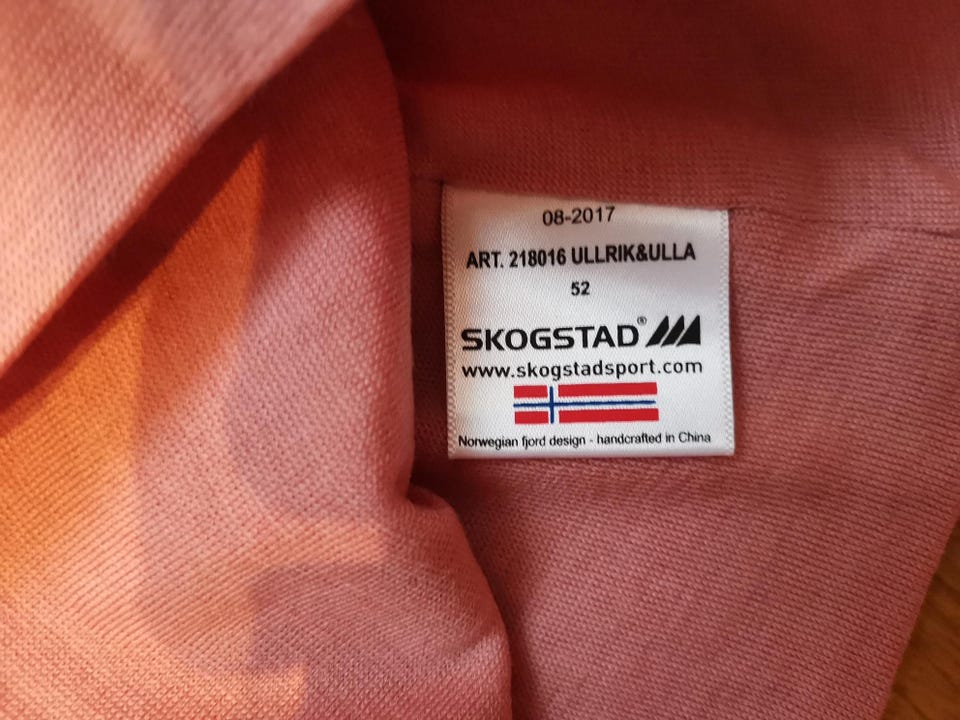 08-2017
ART. 218016 ULLRIK&ULLA
52
SKOGSTAD®
www.skogstadsport.com
Norwegian fjord design - handcrafted in China